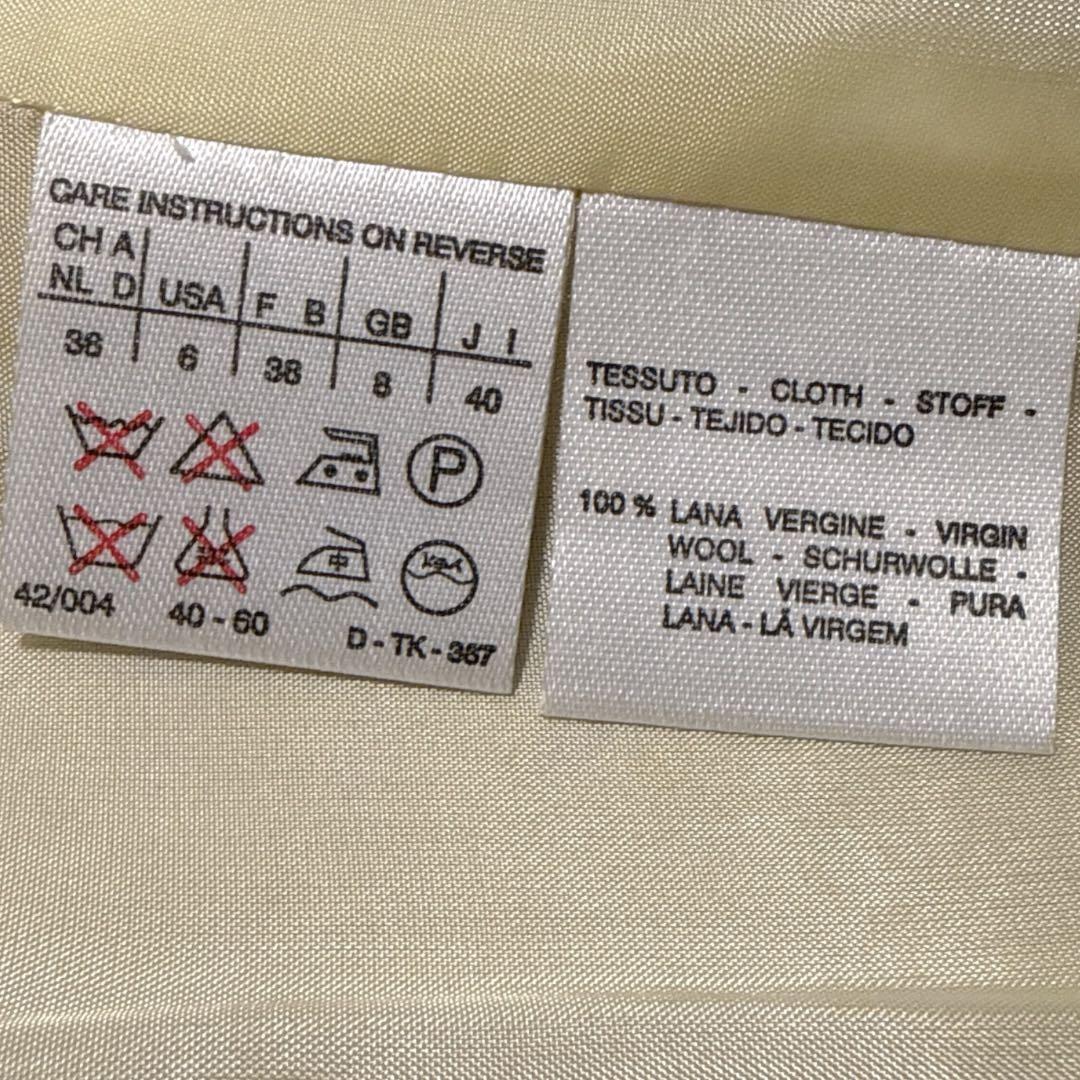 CARE INSTRUCTIONS ON REVERSE
CH A
NL D USA F B GB J I
36 6 38 8 40
P
42/004 40 - 60 D - TK - 367
TESSUTO - CLOTH - STOFF -
TISSU - TEJIDO - TECIDO
100 % LANA VERGINE - VIRGIN
WOOL - SCHURWOLLE -
LAINE VIERGE - PURA
LANA - LÃ VIRGEM